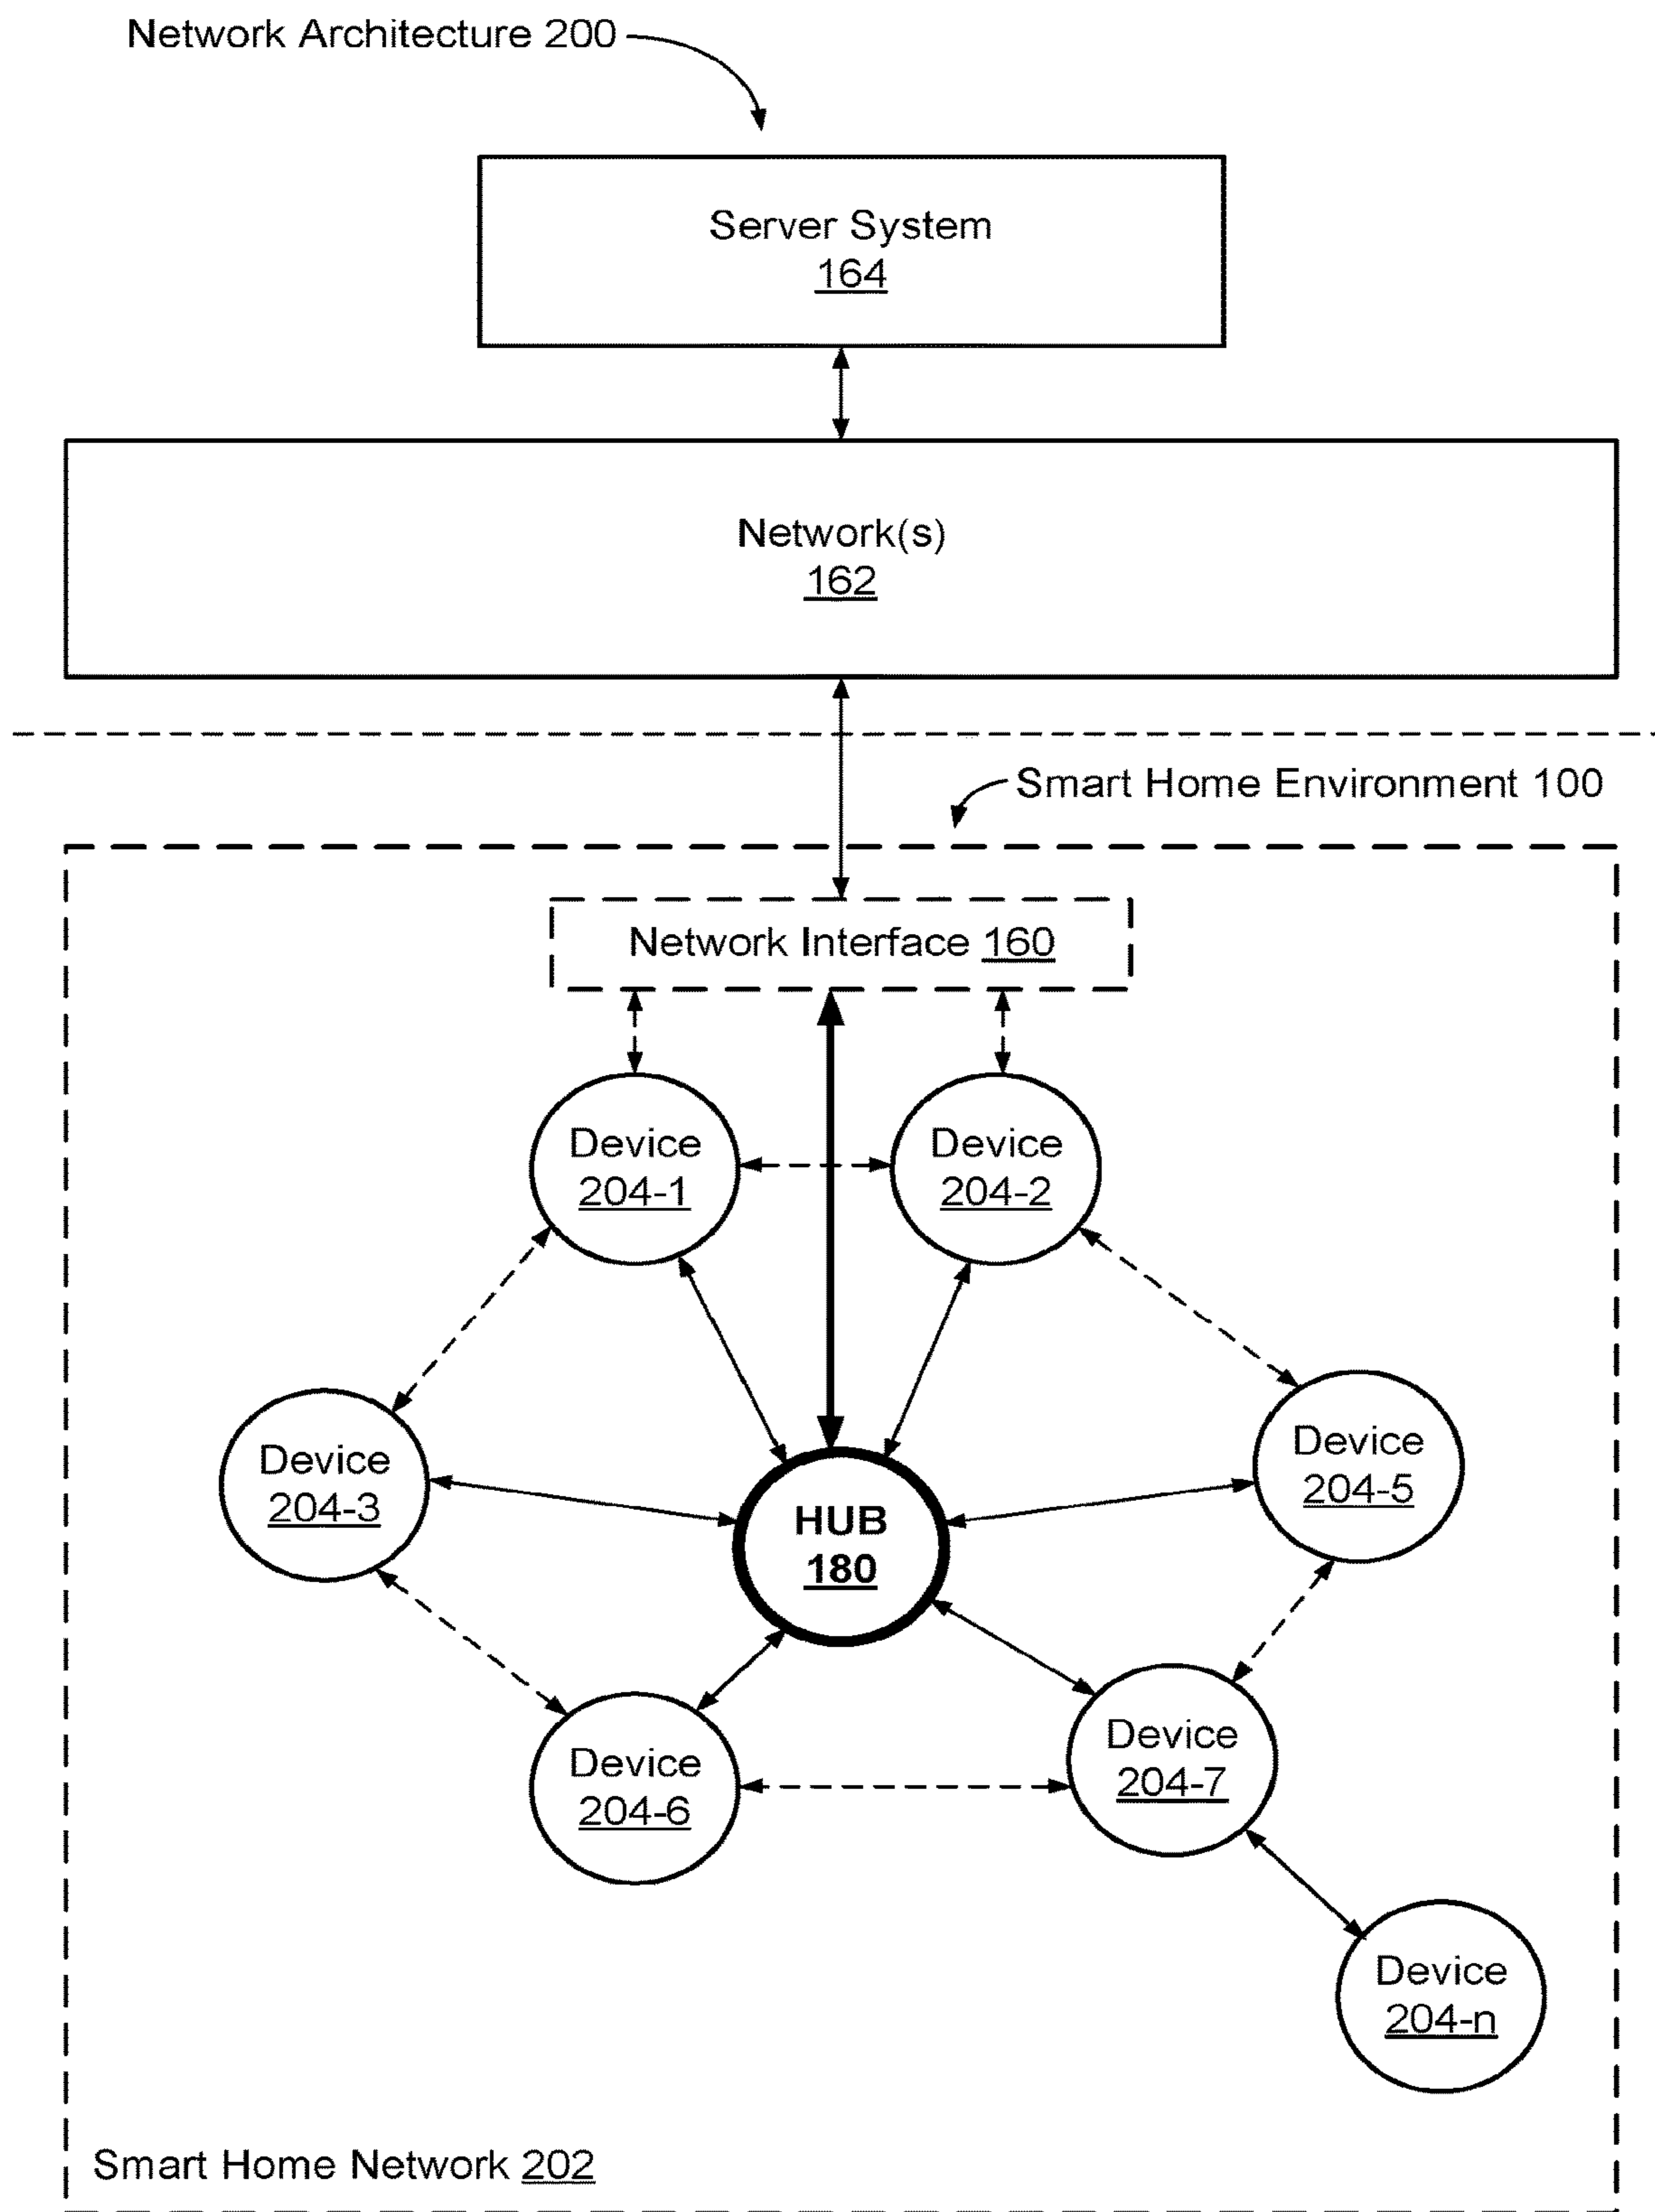 Network Architecture 200
Server System
164
Network(s)
162
Smart Home Environment 100
Network Interface 160
Device
204-1
Device
204-2
Device
204-3
Device
204-5
HUB
180
Device
204-6
Device
204-7
Device
204-n
Smart Home Network 202